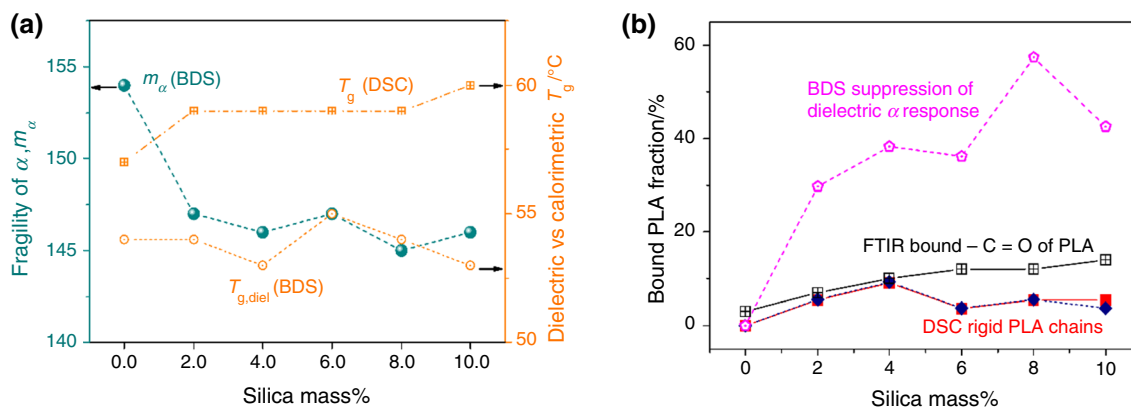 (a)
155
150
145
140
Fragility of α, mα
mα (BDS)
Tg (DSC)
Tg,diel (BDS)
60
55
50
Dielectric vs calorimetric Tg/°C
0.0 2.0 4.0 6.0 8.0 10.0
Silica mass%
(b)
60
40
20
0
Bound PLA fraction/%
BDS suppression of
dielectric α response
FTIR bound – C = O of PLA
DSC rigid PLA chains
0 2 4 6 8 10
Silica mass%